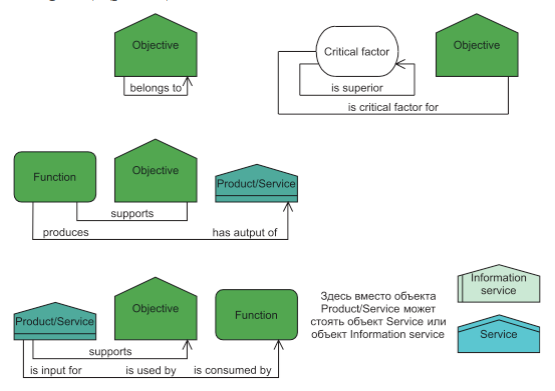 Objective
belongs to
Critical factor
Objective
is superior
is critical factor for
Function
Objective
Product/Service
supports
produces
has autput of
Product/Service
Objective
Function
supports
is input for
is used by
is consumed by
Здесь вместо объекта
Product/Service может
стоять объект Service или
объект Information service
Information
service
Service